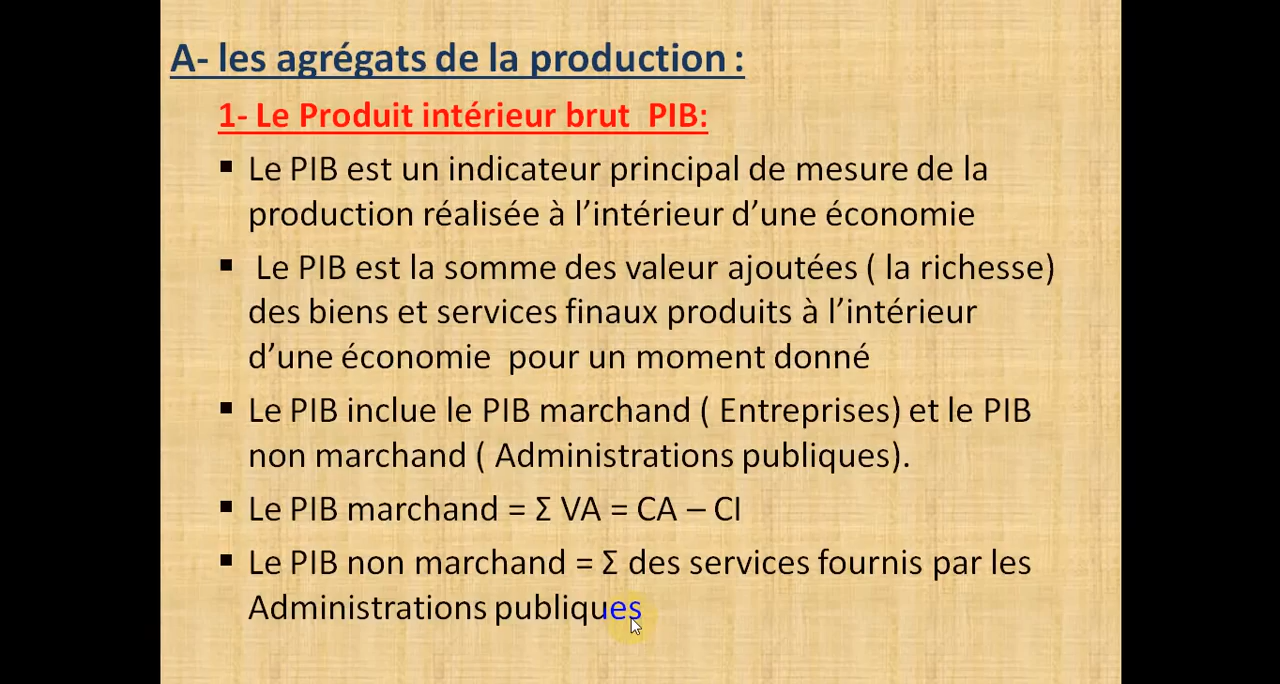 A- les agrégats de la production :
1- Le Produit intérieur brut PIB:
▪ Le PIB est un indicateur principal de mesure de la
production réalisée à l’intérieur d’une économie
▪ Le PIB est la somme des valeur ajoutées ( la richesse)
des biens et services finaux produits à l’intérieur
d’une économie pour un moment donné
▪ Le PIB inclue le PIB marchand ( Entreprises) et le PIB
non marchand ( Administrations publiques).
▪ Le PIB marchand = Σ VA = CA – CI
▪ Le PIB non marchand = Σ des services fournis par les
Administrations publiques